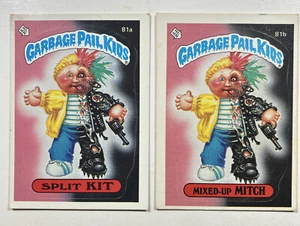 81a
GARBAGE PAIL KIDS
SPLIT KIT
81b
GARBAGE PAIL KIDS
MIXED-UP MITCH